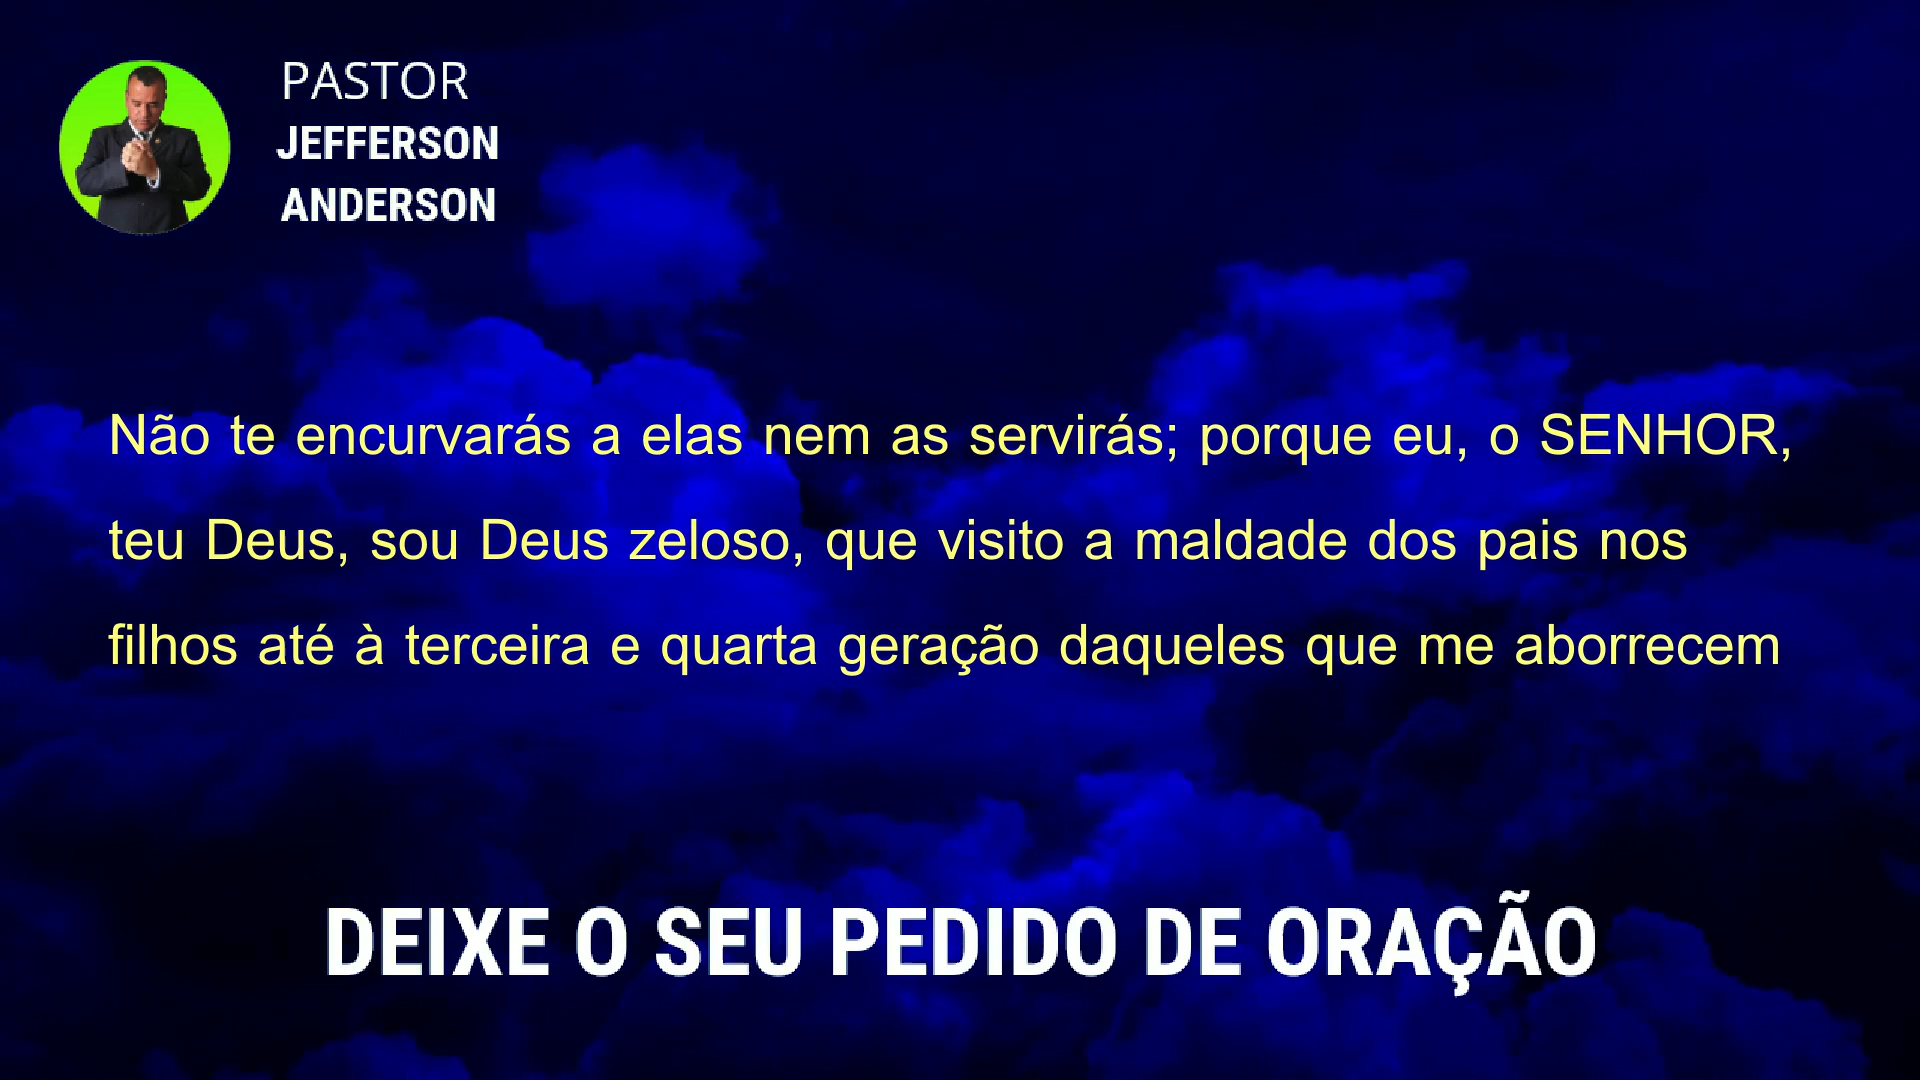 PASTOR
JEFFERSON
ANDERSON
Não te encurvarás a elas nem as servirás; porque eu, o SENHOR,
teu Deus, sou Deus zeloso, que visito a maldade dos pais nos
filhos até à terceira e quarta geração daqueles que me aborrecem
DEIXE O SEU PEDIDO DE ORAÇÃO